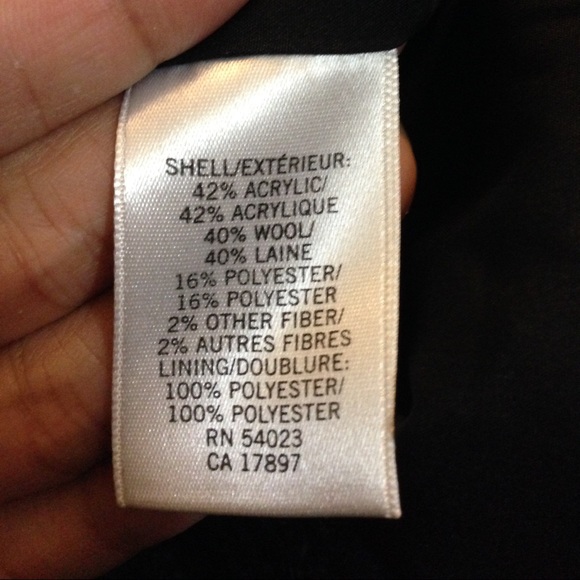 SHELL/EXTÉRIEUR:
42% ACRYLIC/
42% ACRYLIQUE
40% WOOL/
40% LAINE
16% POLYESTER/
16% POLYESTER
2% OTHER FIBER/
2% AUTRES FIBRES
LINING/DOUBLURE:
100% POLYESTER/
100% POLYESTER
RN 54023
CA 17897